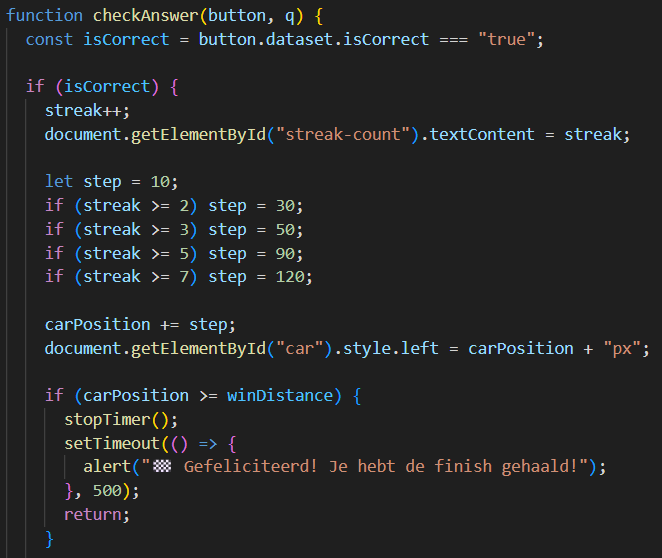 function checkAnswer(button, q) {
  const isCorrect = button.dataset.isCorrect === "true";

  if (isCorrect) {
    streak++;
    document.getElementById("streak-count").textContent = streak;

    let step = 10;
    if (streak >= 2) step = 30;
    if (streak >= 3) step = 50;
    if (streak >= 5) step = 90;
    if (streak >= 7) step = 120;

    carPosition += step;
    document.getElementById("car").style.left = carPosition + "px";

    if (carPosition >= winDistance) {
      stopTimer();
      setTimeout(() => {
        alert("🏁 Gefeliciteerd! Je hebt de finish gehaald!");
      }, 500);
      return;
    }